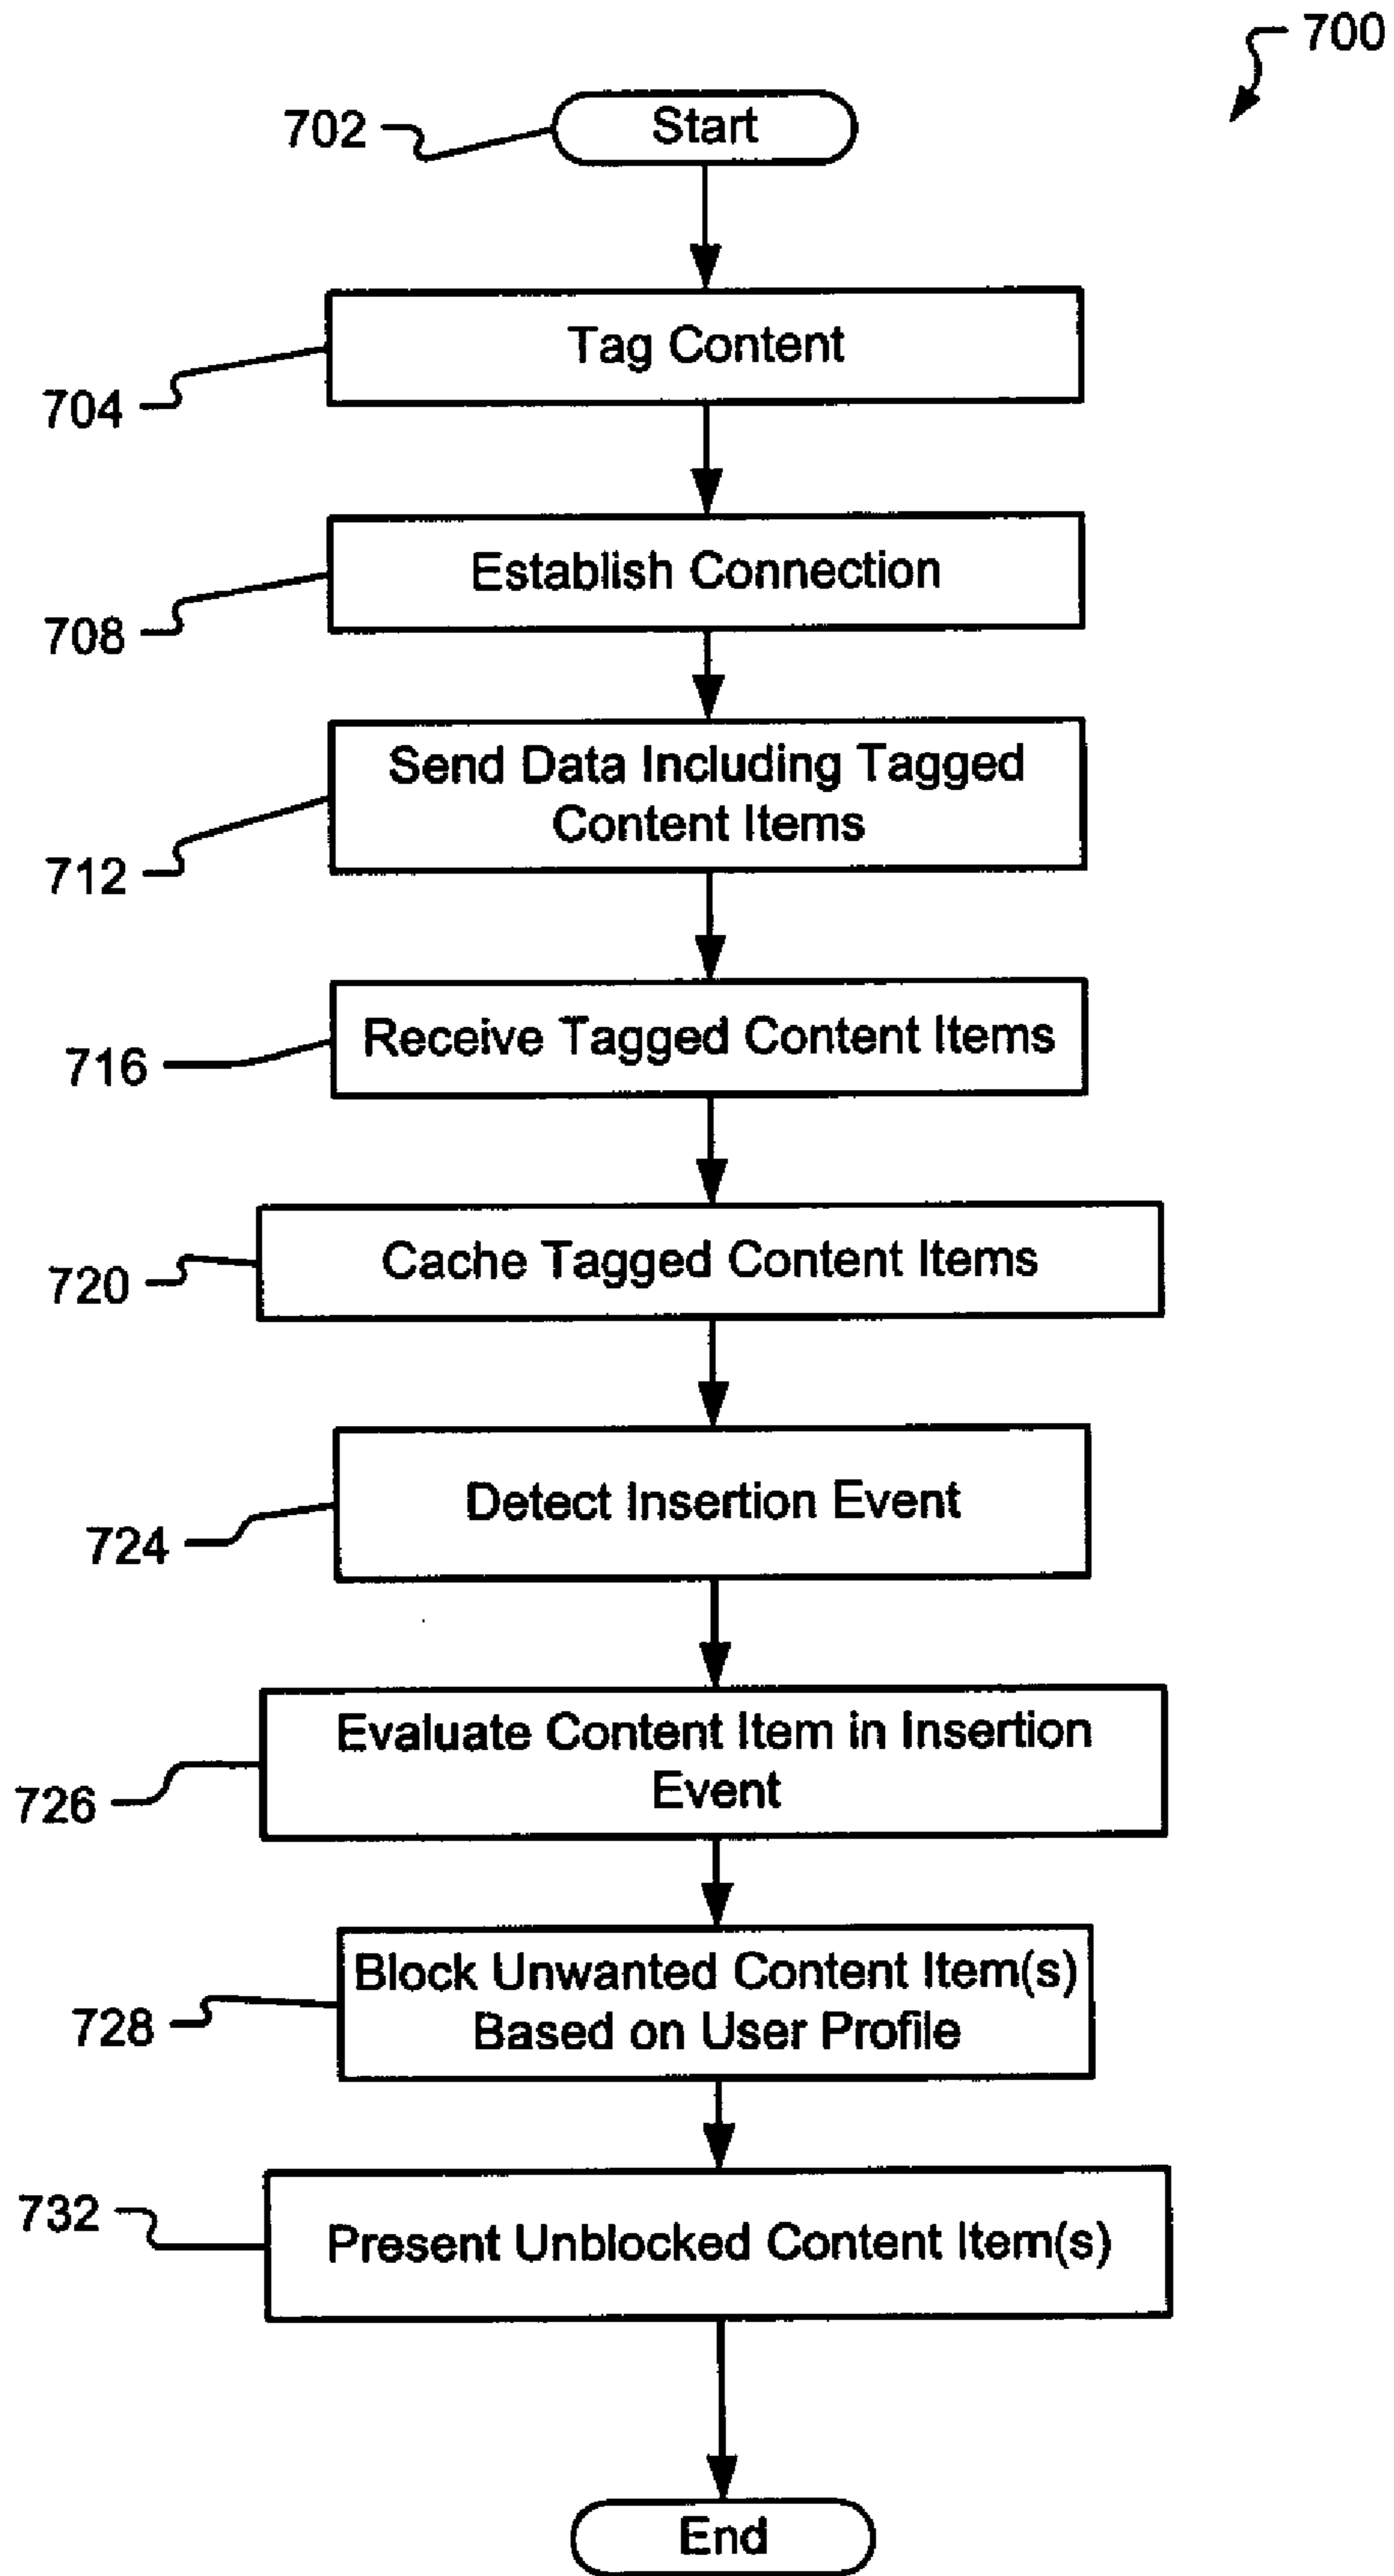 700
702
Start
Tag Content
704
Establish Connection
708
Send Data Including Tagged
Content Items
712
Receive Tagged Content Items
716
Cache Tagged Content Items
720
Detect Insertion Event
724
Evaluate Content Item in Insertion
Event
726
Block Unwanted Content Item(s)
Based on User Profile
728
732
Present Unblocked Content Item(s)
End